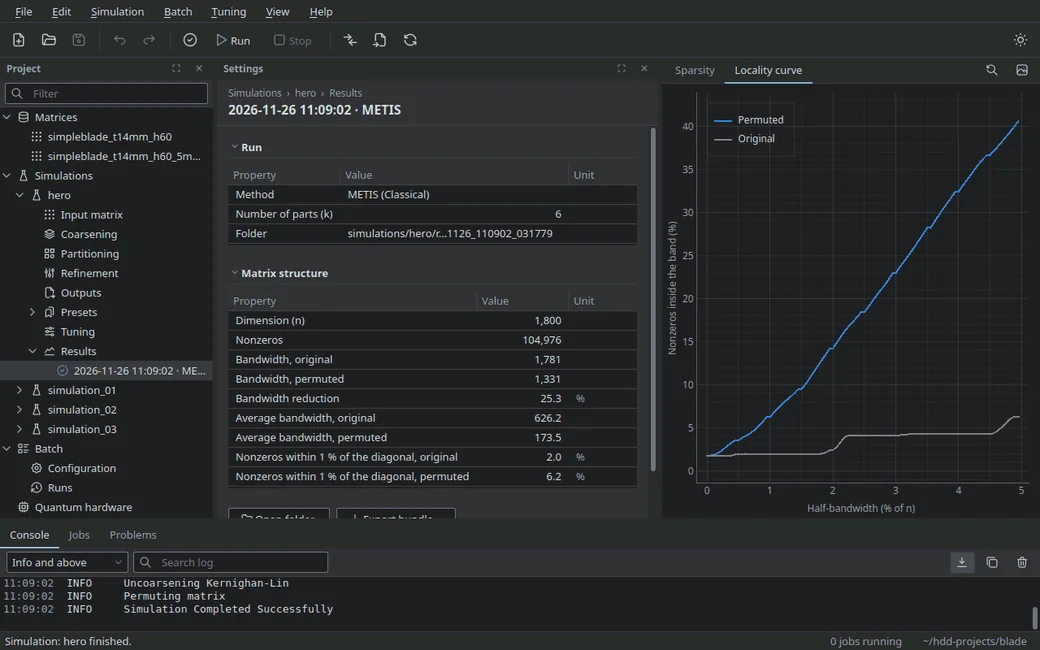 File Edit Simulation Batch Tuning View Help
Run Stop
Project
Filter
Matrices
simpleblade_t14mm_h60
simpleblade_t14mm_h60_5m...
Simulations
hero
Input matrix
Coarsening
Partitioning
Refinement
Outputs
Presets
Tuning
Results
2026-11-26 11:09:02 · ME...
simulation_01
simulation_02
simulation_03
Batch
Configuration
Runs
Quantum hardware
Settings
Simulations › hero › Results
2026-11-26 11:09:02 · METIS
Run
Property Value Unit
Method METIS (Classical)
Number of parts (k) 6
Folder simulations/hero/r...1126_110902_031779
Matrix structure
Property Value Unit
Dimension (n) 1,800
Nonzeros 104,976
Bandwidth, original 1,781
Bandwidth, permuted 1,331
Bandwidth reduction 25.3 %
Average bandwidth, original 626.2
Average bandwidth, permuted 173.5
Nonzeros within 1 % of the diagonal, original 2.0 %
Nonzeros within 1 % of the diagonal, permuted 6.2 %
Open folder Export bundle
Sparsity Locality curve
Permuted
Original
Nonzeros inside the band (%)
40
35
30
25
20
15
10
5
0
0 1 2 3 4 5
Half-bandwidth (% of n)
Console Jobs Problems
Info and above Search log
11:09:02 INFO Uncoarsening Kernighan-Lin
11:09:02 INFO Permuting matrix
11:09:02 INFO Simulation Completed Successfully
Simulation: hero finished. 0 jobs running ~/hdd-projects/blade